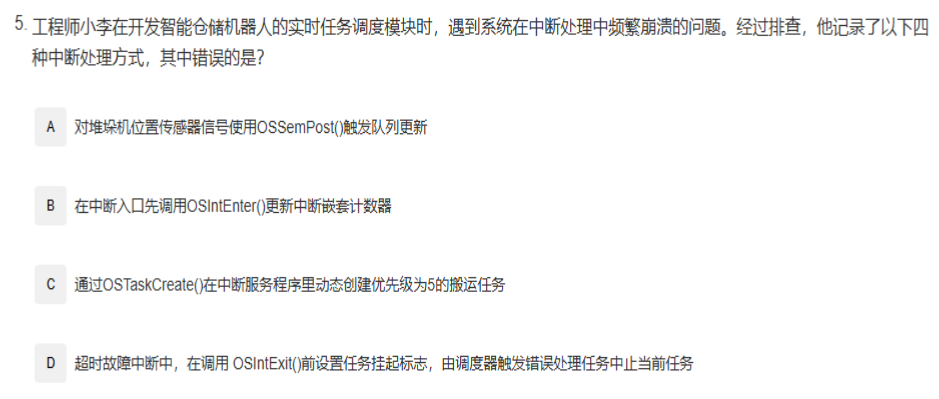 5. 工程师小李在开发智能仓储机器人的实时任务调度模块时，遇到系统在中断处理中频繁崩溃的问题。经过排查，他记录了以下四
种中断处理方式，其中错误的是？
A 对堆垛机位置传感器信号使用OSSemPost()触发队列更新
B 在中断入口先调用OSIntEnter()更新中断嵌套计数器
C 通过OSTaskCreate()在中断服务程序里动态创建优先级为5的搬运任务
D 超时故障中断中，在调用 OSIntExit()前设置任务挂起标志，由调度器触发错误处理任务中止当前任务